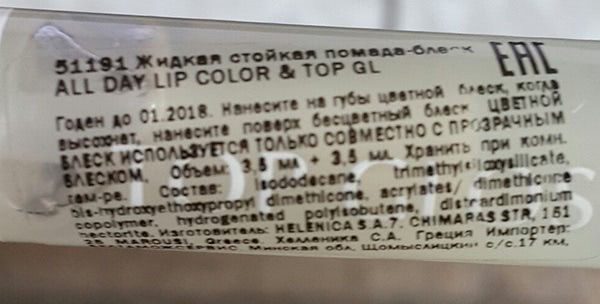 51191 Жидкая стойкая помада-блеск
EAC
ALL DAY LIP COLOR & TOP GL
Годен до 01.2018. Нанесите на губы цветной блеск, когда
высохнет, нанесите поверх бесцветный блеск. ЦВЕТНОЙ
БЛЕСК ИСПОЛЬЗУЕТСЯ ТОЛЬКО СОВМЕСТНО С ПРОЗРАЧНЫМ
БЛЕСКОМ. Объем: 3,5 мл + 3,5 мл. Хранить при комн.
тем-ре. Состав: Isododecane, trimethylsiloxysilicate,
bis-hydroxyethoxypropyl dimethicone, acrylates/ dimethicone
copolymer, hydrogenated polyisobutene, disteardimonium
hectorite. Изготовитель: HELENICA S.A.7. CHIMARAS STR, 151
25 MAROUSI, Greece. Хелленика С.А. Греция Импортер:
Минская обл. Щомыслицкий с/с. 17 км,
TOP GLOS